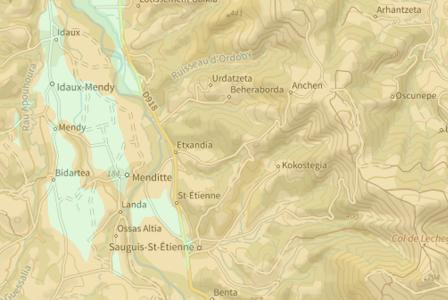 Arhantzeta
Idaux
Ruisseau d'Ordoby
Urdatzeta
Idaux-Mendy
Anchen
Beheraborda
Oscunepe
D918
Mendy
Etxandia
Kokostegia
Bidartea
184
Menditte
St-Étienne
Landa
Ossas Altia
Col de Leche
Sauguis-St-Étienne
Benta